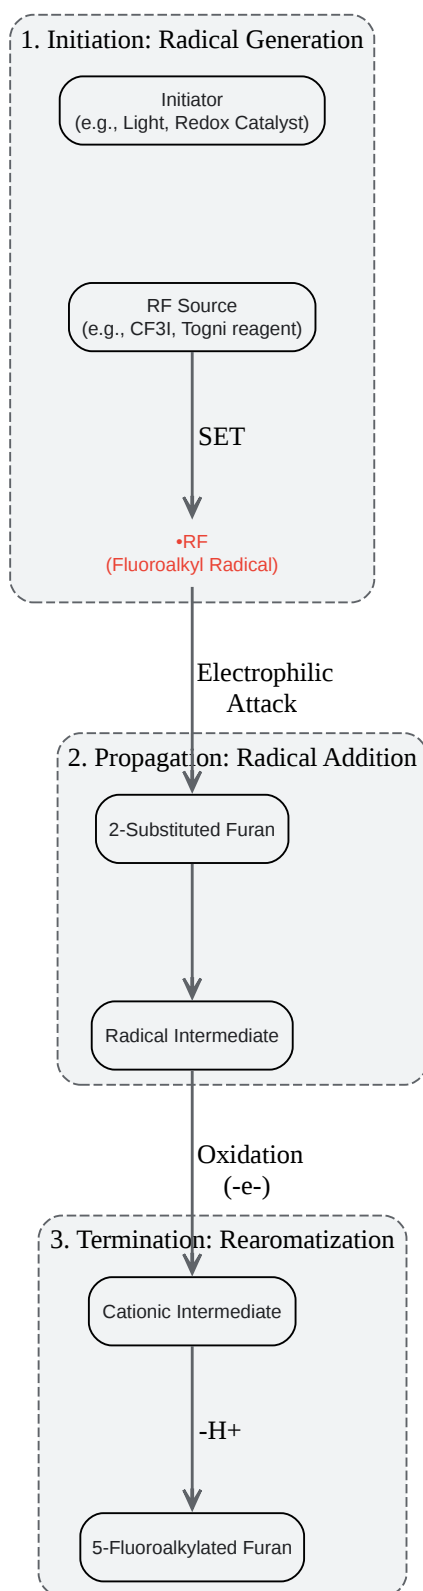 1. Initiation: Radical Generation
Initiator
(e.g., Light, Redox Catalyst)
RF Source
(e.g., CF3I, Togni reagent)
SET
•RF
(Fluoroalkyl Radical)
Electrophilic
Attack
2. Propagation: Radical Addition
2-Substituted Furan
Radical Intermediate
Oxidation
(-e-)
3. Termination: Rearomatization
Cationic Intermediate
-H+
5-Fluoroalkylated Furan